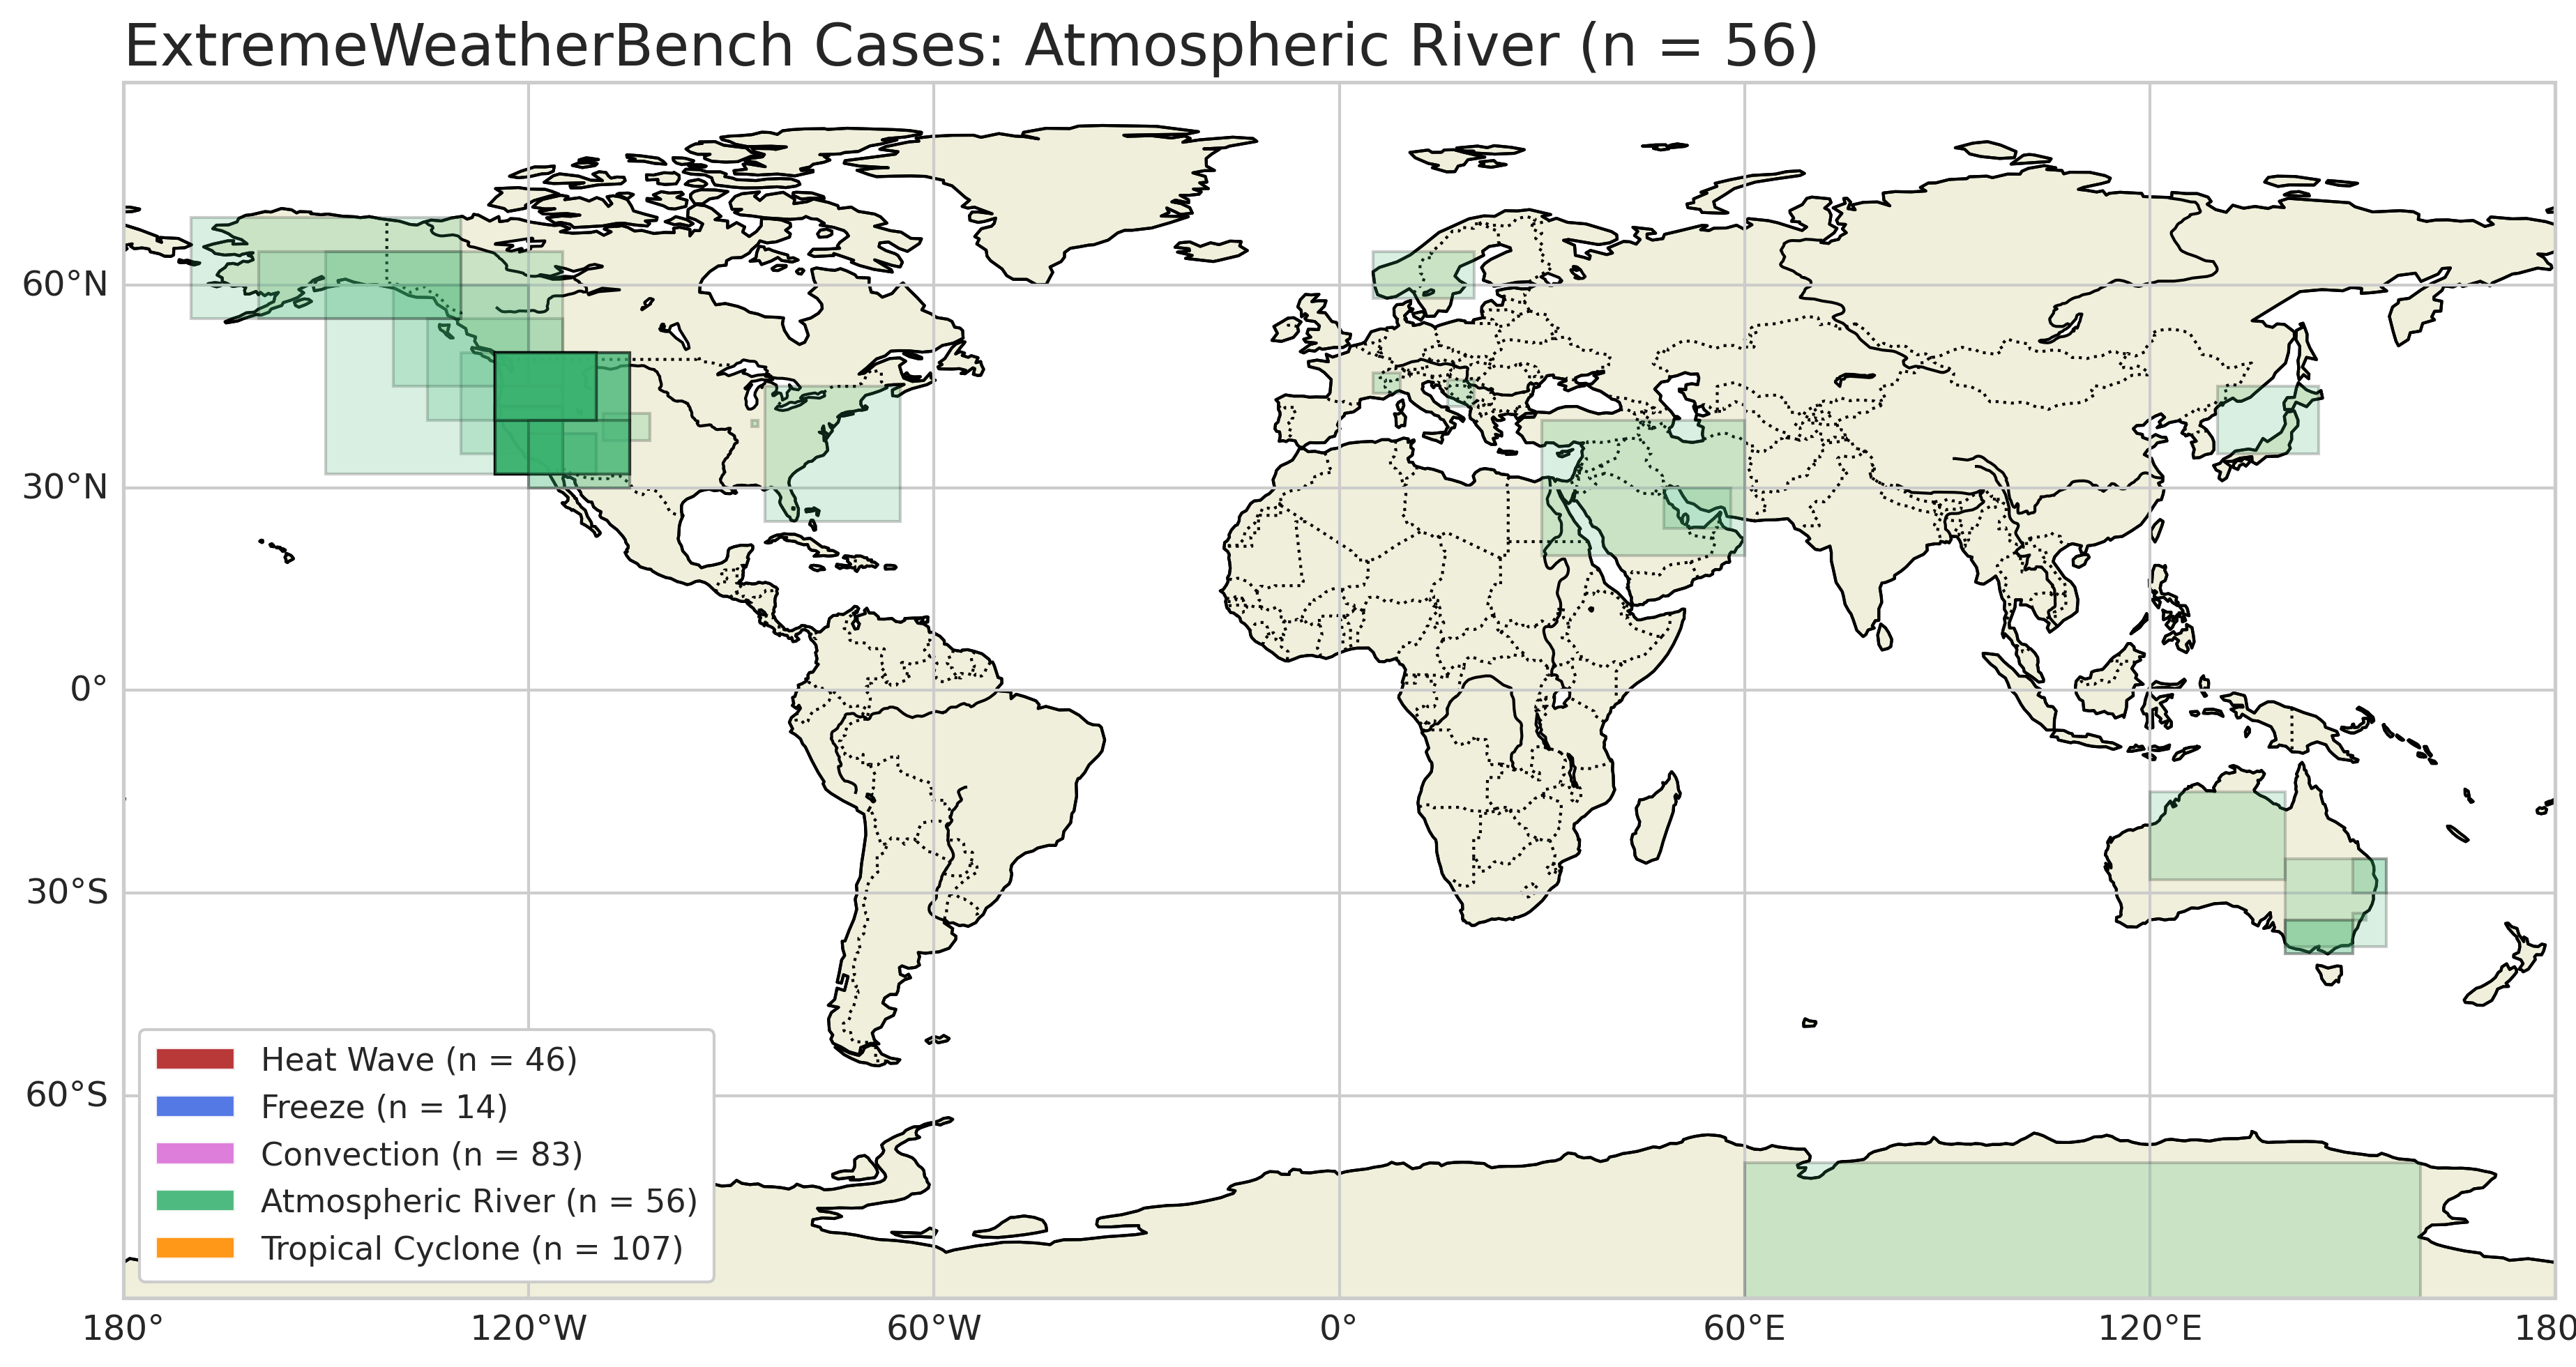 ExtremeWeatherBench Cases: Atmospheric River (n = 56)
60°N
30°N
0°
30°S
60°S
Heat Wave (n = 46)
Freeze (n = 14)
Convection (n = 83)
Atmospheric River (n = 56)
Tropical Cyclone (n = 107)
180° 120°W 60°W 0° 60°E 120°E 180